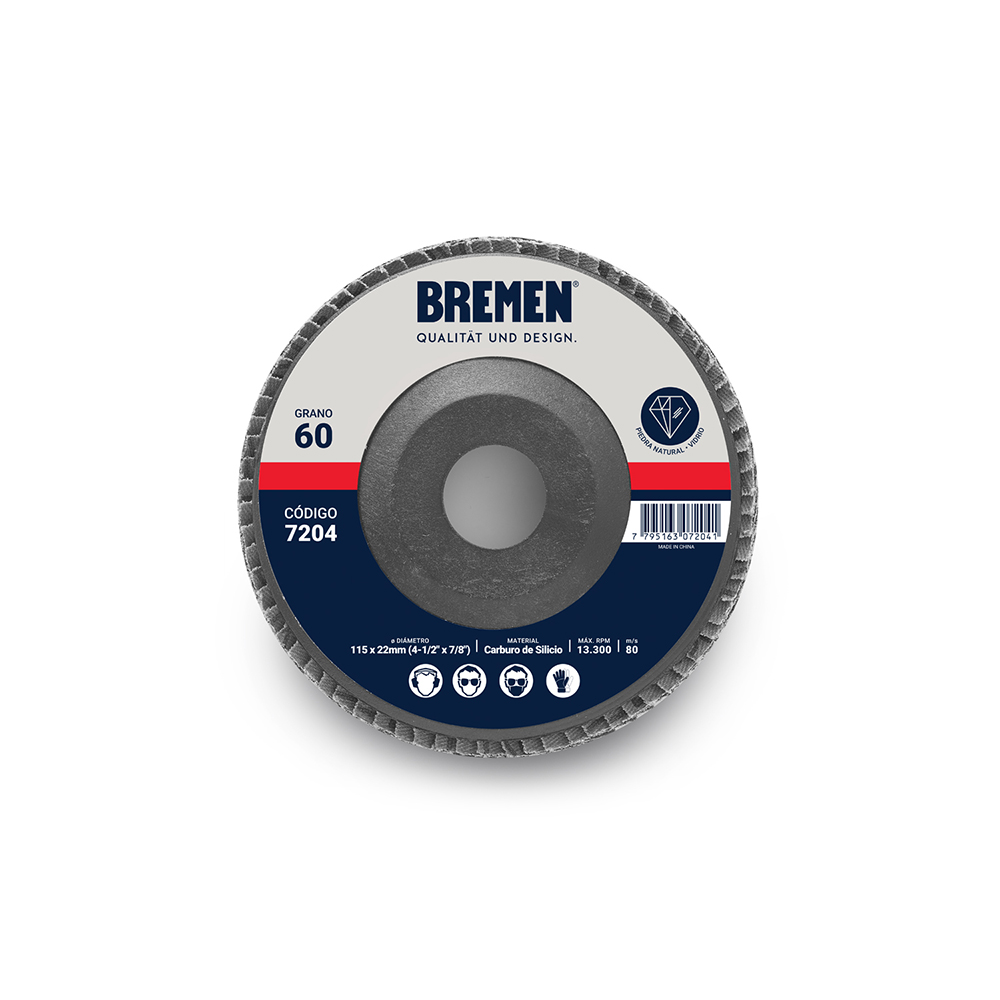 BREMEN®
QUALITÄT UND DESIGN.
GRANO
60
PIEDRA NATURAL • VIDRIO
CÓDIGO
7204
7 795163 072041
MADE IN CHINA
ø DIÁMETRO
115 x 22mm (4-1/2" x 7/8")
MATERIAL
Carburo de Silicio
MÁX. RPM
13.300
m/s
80